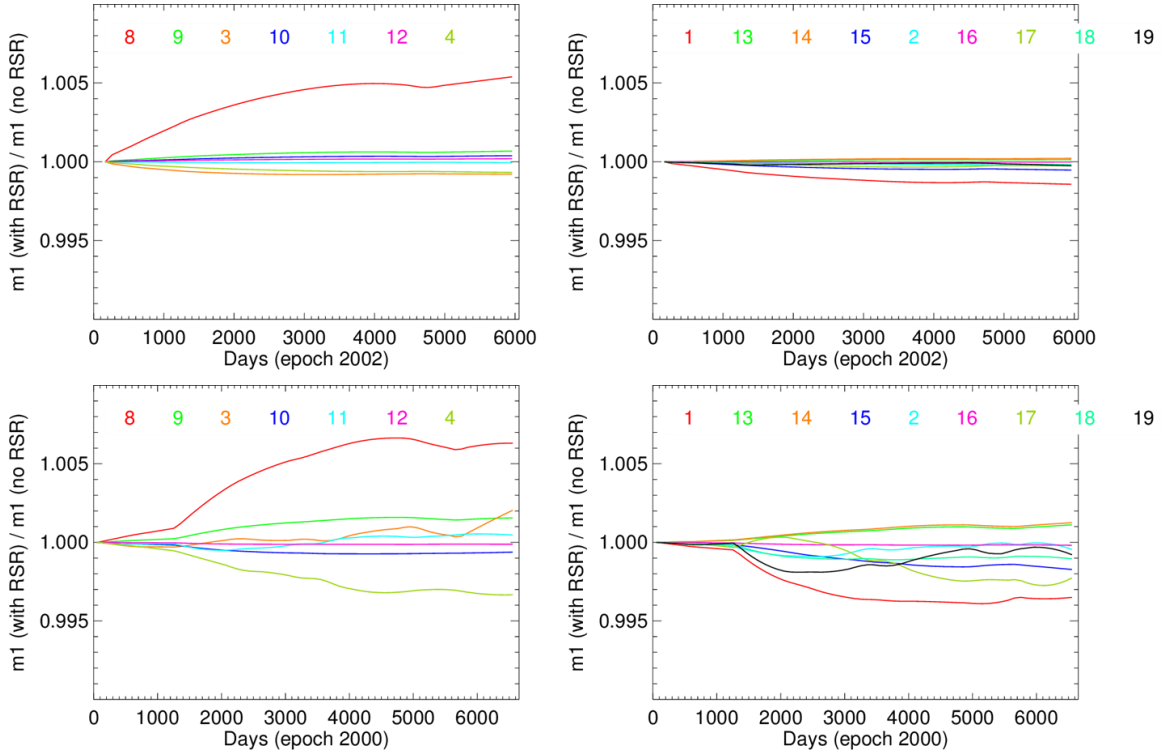 8 9 3 10 11 12 4
1.005
1.000
0.995
m1 (with RSR) / m1 (no RSR)
0 1000 2000 3000 4000 5000 6000
Days (epoch 2002)
1 13 14 15 2 16 17 18 19
1.005
1.000
0.995
m1 (with RSR) / m1 (no RSR)
0 1000 2000 3000 4000 5000 6000
Days (epoch 2002)
8 9 3 10 11 12 4
1.005
1.000
0.995
m1 (with RSR) / m1 (no RSR)
0 1000 2000 3000 4000 5000 6000
Days (epoch 2000)
1 13 14 15 2 16 17 18 19
1.005
1.000
0.995
m1 (with RSR) / m1 (no RSR)
0 1000 2000 3000 4000 5000 6000
Days (epoch 2000)